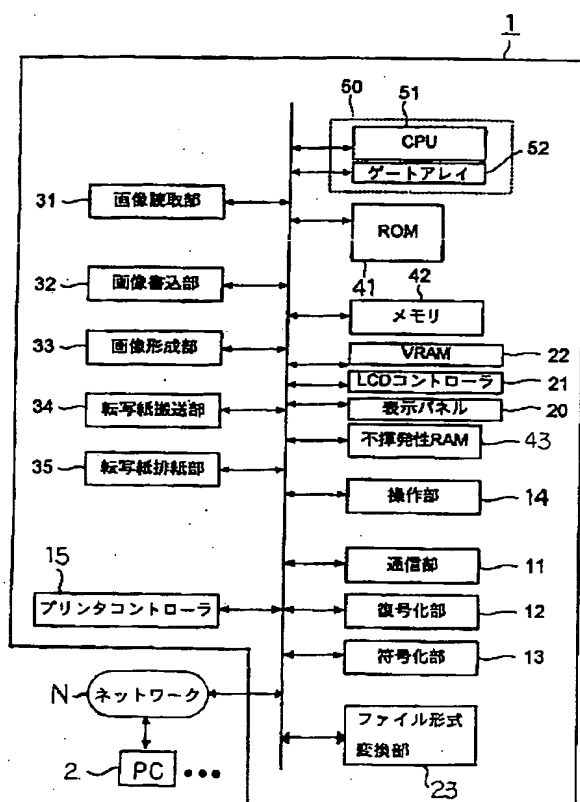 1
50
51
CPU
52
ゲートアレイ
31
画像読取部
ROM
41
42
32
画像書込部
メモリ
33
画像形成部
VRAM
22
LCDコントローラ
21
34
転写紙搬送部
表示パネル
20
不揮発性RAM
43
35
転写紙排紙部
操作部
14
15
通信部
11
プリンタコントローラ
復号化部
12
符号化部
13
N
ネットワーク
ファイル形式
変換部
23
2
PC
•••